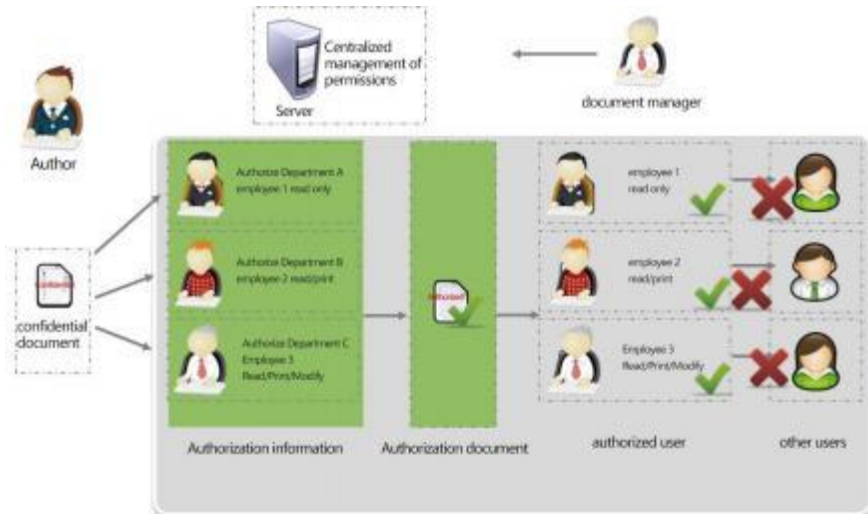 Centralized
management of
permissions
Server
document manager
Author
Authorize Department A
employee 1 read only
employee 1
read only
Authorize Department B
employee 2 read/print
employee 2
read/print
confidential
document
Authorized
Authorize Department C
Employee 3
Read/Print/Modify
Employee 3
Read/Print/Modify
Authorization information
Authorization document
authorized user
other users